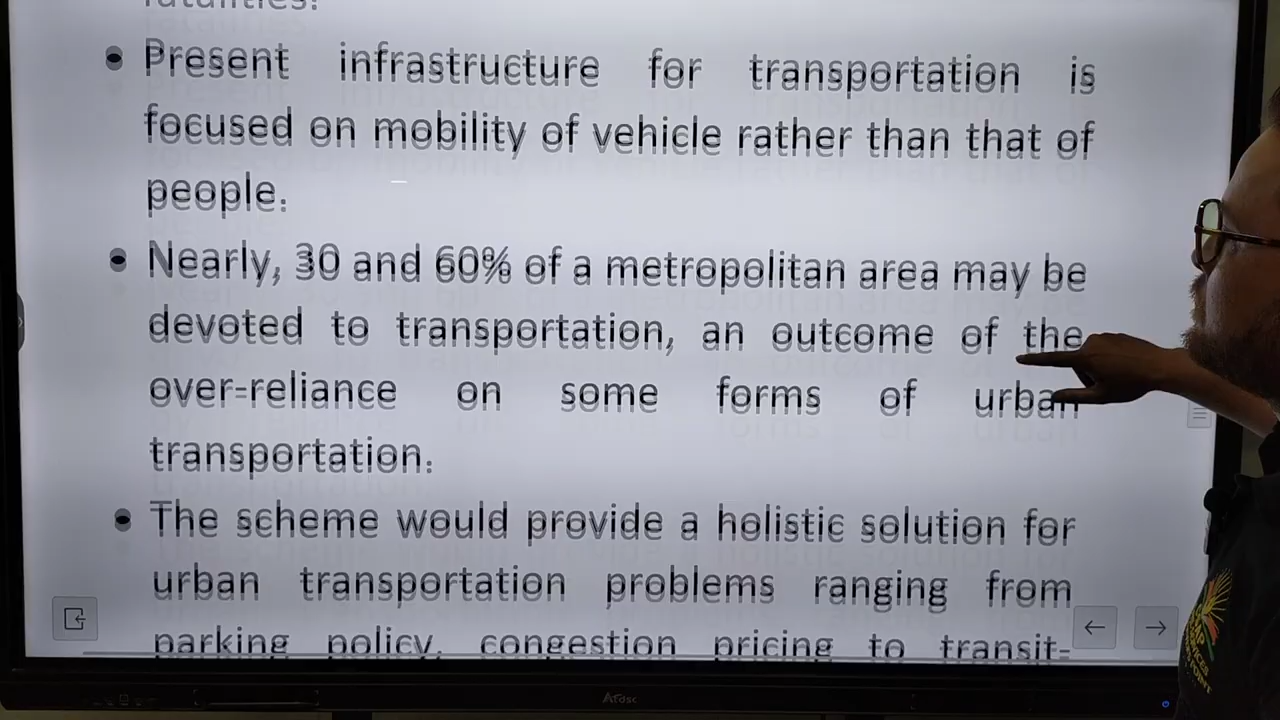 fatalities.
Present infrastructure for transportation is
focused on mobility of vehicle rather than that of
people.
Nearly, 30 and 60% of a metropolitan area may be
devoted to transportation, an outcome of the
over-reliance on some forms of urban
transportation.
The scheme would provide a holistic solution for
urban transportation problems ranging from
parking policy, congestion pricing to transit-